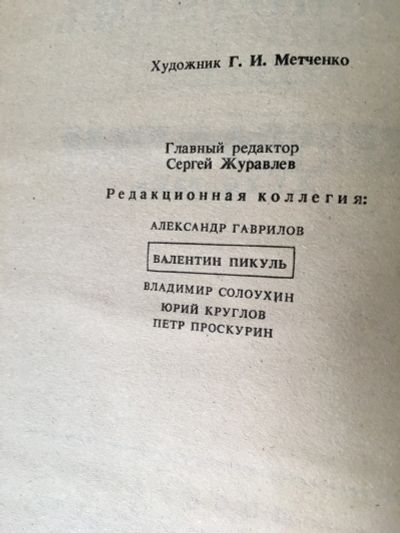 Художник Г. И. Метченко
Главный редактор
Сергей Журавлев
Редакционная коллегия:
АЛЕКСАНДР ГАВРИЛОВ
ВАЛЕНТИН ПИКУЛЬ
ВЛАДИМИР СОЛОУХИН
ЮРИЙ КРУГЛОВ
ПЕТР ПРОСКУРИН